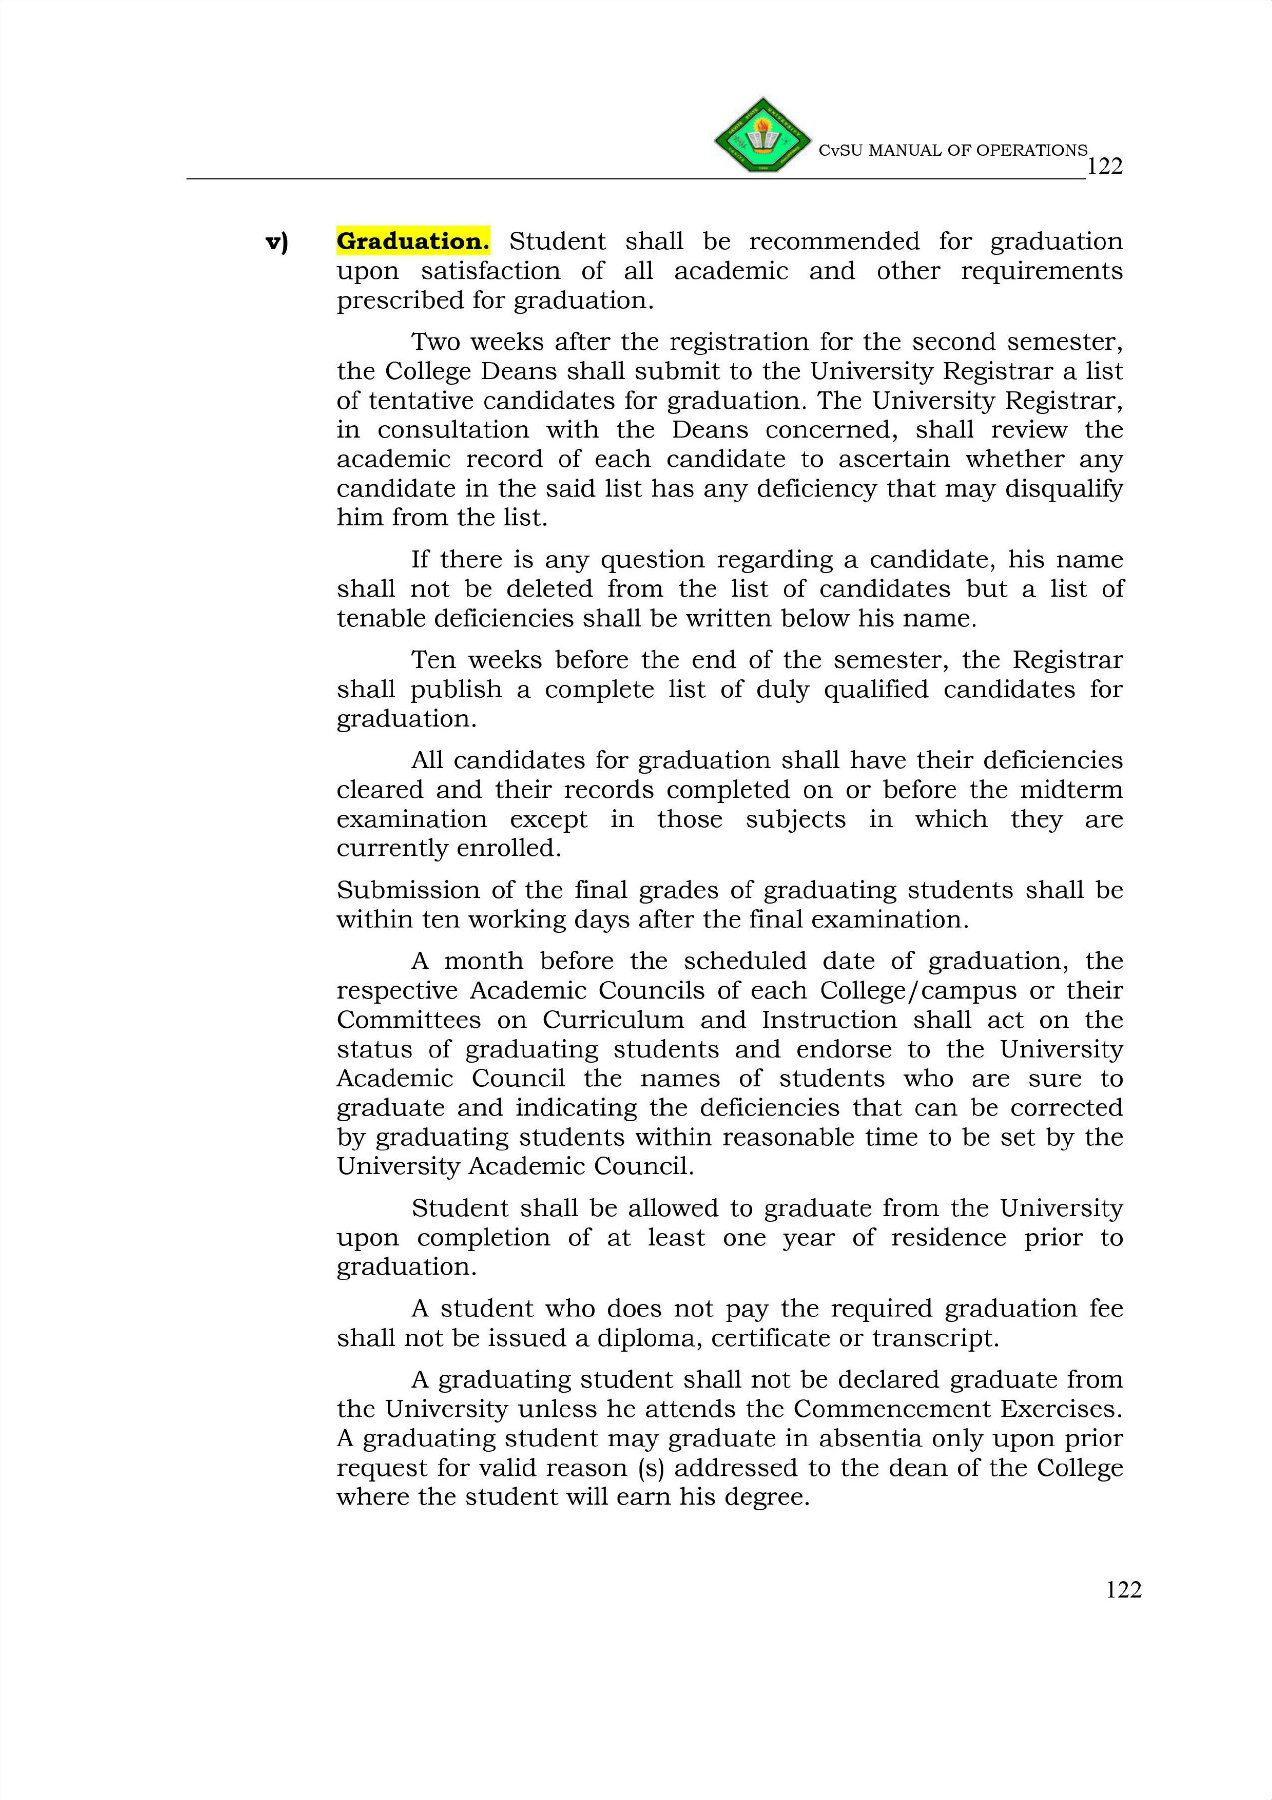 CvSU MANUAL OF OPERATIONS
122
v) Graduation. Student shall be recommended for graduation
upon satisfaction of all academic and other requirements
prescribed for graduation.
Two weeks after the registration for the second semester,
the College Deans shall submit to the University Registrar a list
of tentative candidates for graduation. The University Registrar,
in consultation with the Deans concerned, shall review the
academic record of each candidate to ascertain whether any
candidate in the said list has any deficiency that may disqualify
him from the list.
If there is any question regarding a candidate, his name
shall not be deleted from the list of candidates but a list of
tenable deficiencies shall be written below his name.
Ten weeks before the end of the semester, the Registrar
shall publish a complete list of duly qualified candidates for
graduation.
All candidates for graduation shall have their deficiencies
cleared and their records completed on or before the midterm
examination except in those subjects in which they are
currently enrolled.
Submission of the final grades of graduating students shall be
within ten working days after the final examination.
A month before the scheduled date of graduation, the
respective Academic Councils of each College/campus or their
Committees on Curriculum and Instruction shall act on the
status of graduating students and endorse to the University
Academic Council the names of students who are sure to
graduate and indicating the deficiencies that can be corrected
by graduating students within reasonable time to be set by the
University Academic Council.
Student shall be allowed to graduate from the University
upon completion of at least one year of residence prior to
graduation.
A student who does not pay the required graduation fee
shall not be issued a diploma, certificate or transcript.
A graduating student shall not be declared graduate from
the University unless he attends the Commencement Exercises.
A graduating student may graduate in absentia only upon prior
request for valid reason (s) addressed to the dean of the College
where the student will earn his degree.
122